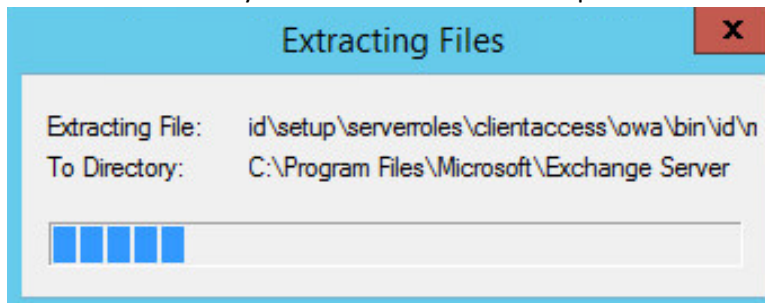 Extracting Files
x
Extracting File: id\setup\serverroles\clientaccess\owa\bin\id\
To Directory: C:\Program Files\Microsoft\Exchange Server